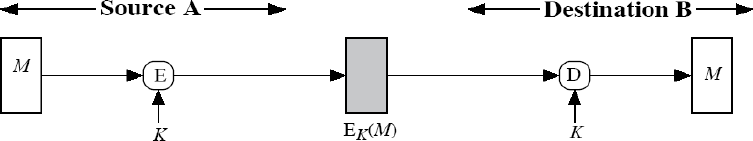 Source A Destination B
M E D M
K E_K(M) K